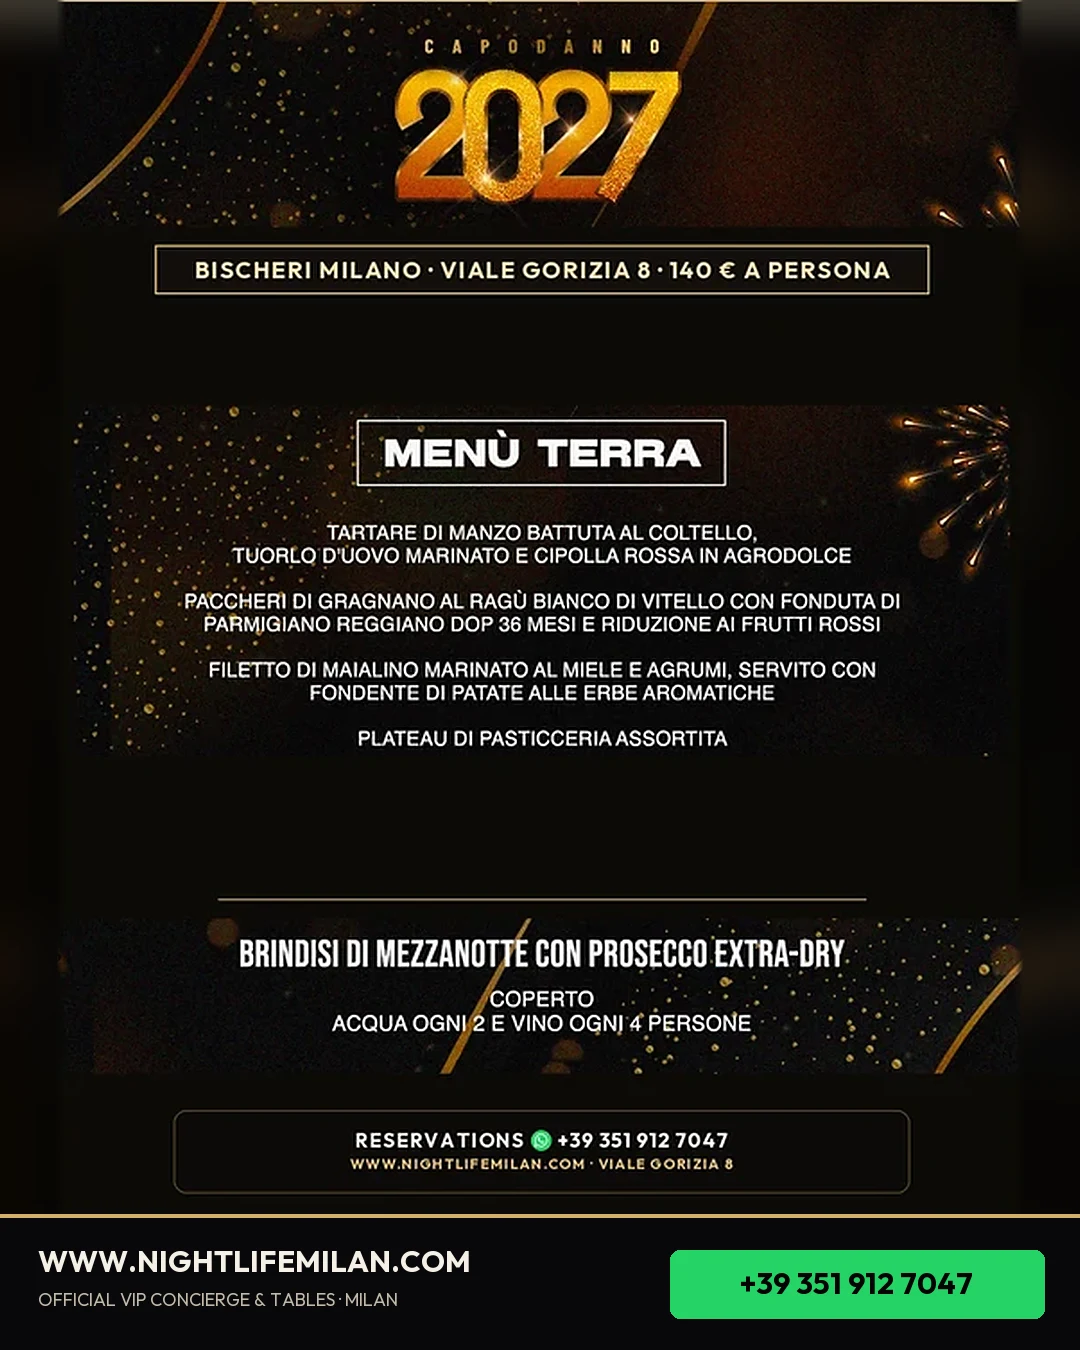 CAPODANNO
2027
BISCHERI MILANO · VIALE GORIZIA 8 · 140 € A PERSONA
MENÙ TERRA
TARTARE DI MANZO BATTUTA AL COLTELLO,
TUORLO D'UOVO MARINATO E CIPOLLA ROSSA IN AGRODOLCE
PACCHERI DI GRAGNANO AL RAGÙ BIANCO DI VITELLO CON FONDUTA DI
PARMIGIANO REGGIANO DOP 36 MESI E RIDUZIONE AI FRUTTI ROSSI
FILETTO DI MAIALINO MARINATO AL MIELE E AGRUMI, SERVITO CON
FONDENTE DI PATATE ALLE ERBE AROMATICHE
PLATEAU DI PASTICCERIA ASSORTITA
BRINDISI DI MEZZANOTTE CON PROSECCO EXTRA-DRY
COPERTO
ACQUA OGNI 2 E VINO OGNI 4 PERSONE
RESERVATIONS +39 351 912 7047
WWW.NIGHTLIFEMILAN.COM · VIALE GORIZIA 8
WWW.NIGHTLIFEMILAN.COM
OFFICIAL VIP CONCIERGE & TABLES · MILAN
+39 351 912 7047